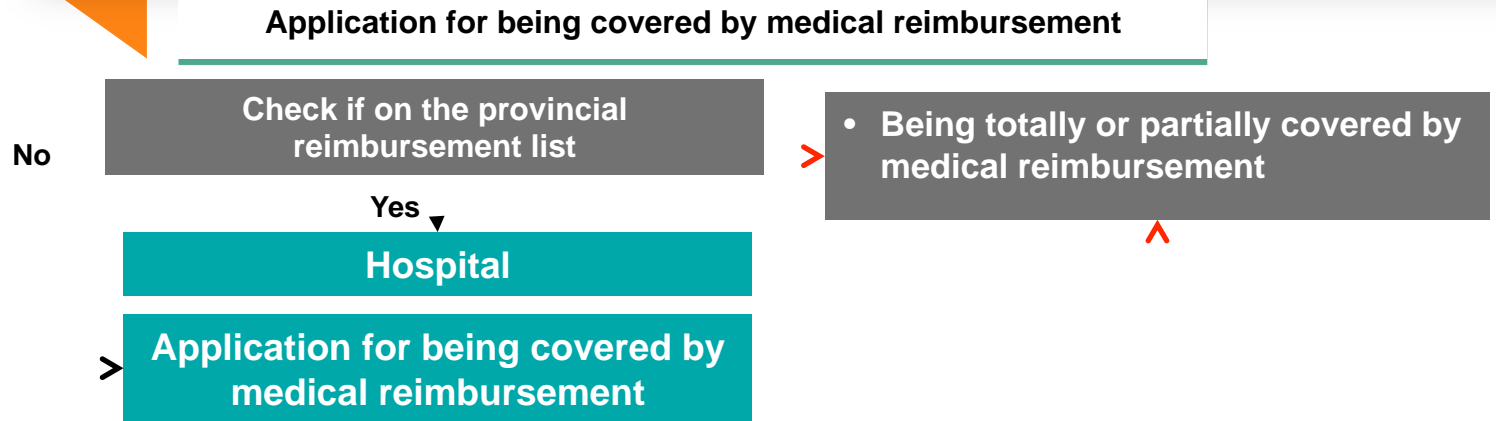 Application for being covered by medical reimbursement
Check if on the provincial
reimbursement list
No
Yes
Hospital
Application for being covered by
medical reimbursement
• Being totally or partially covered by
medical reimbursement